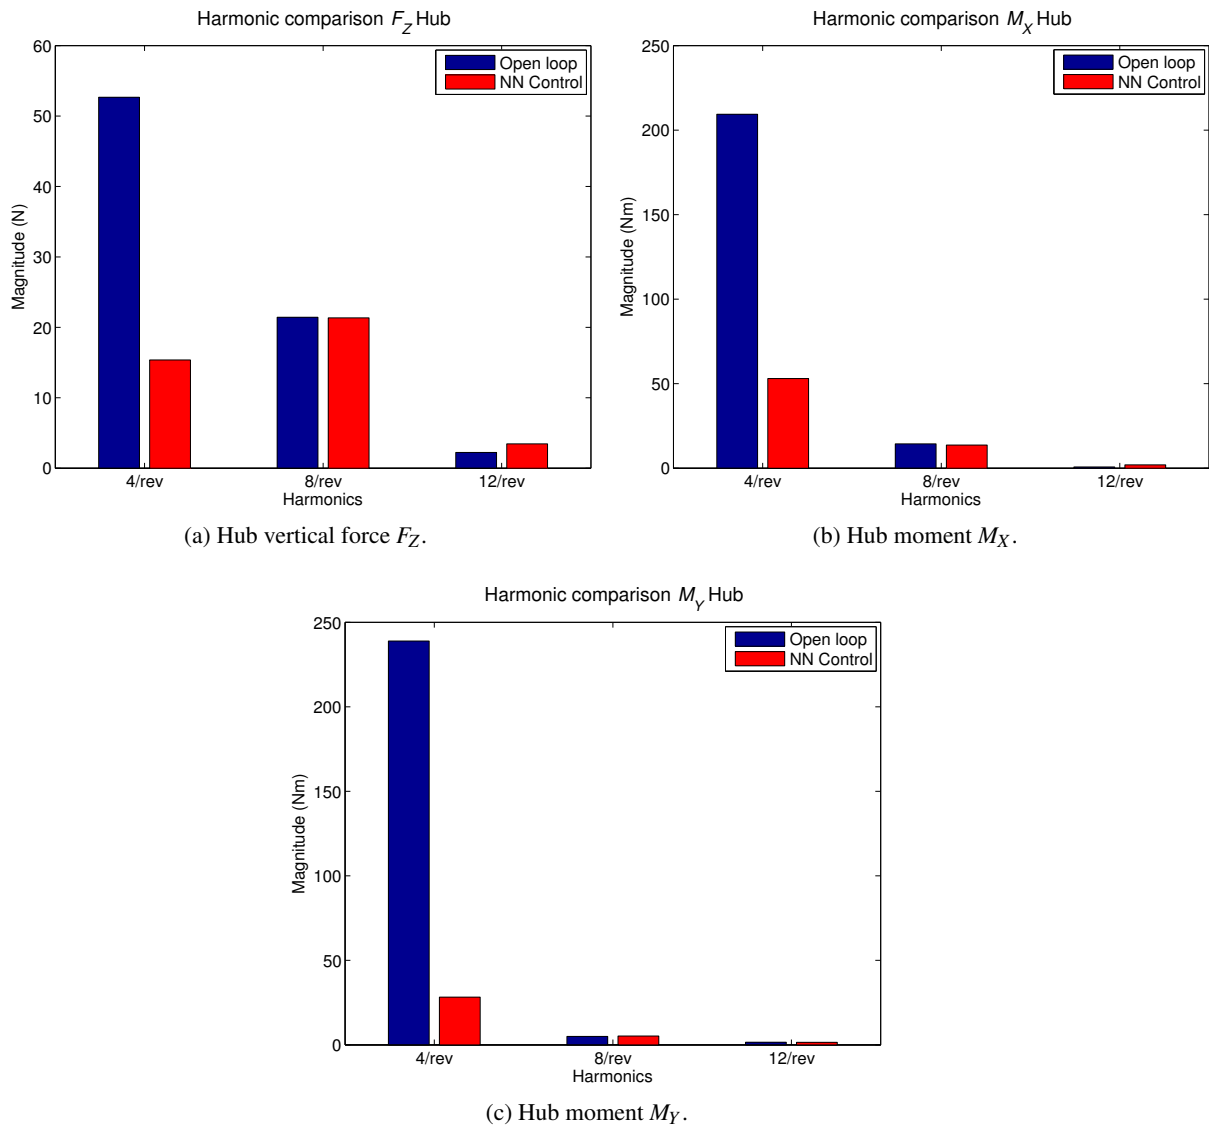 Harmonic comparison F_Z Hub
60
50
40
30
20
10
0
Magnitude (N)
Open loop
NN Control
4/rev 8/rev 12/rev
Harmonics
(a) Hub vertical force F_Z.
Harmonic comparison M_X Hub
250
200
150
100
50
0
Magnitude (Nm)
Open loop
NN Control
4/rev 8/rev 12/rev
Harmonics
(b) Hub moment M_X.
Harmonic comparison M_Y Hub
250
200
150
100
50
0
Magnitude (Nm)
Open loop
NN Control
4/rev 8/rev 12/rev
Harmonics
(c) Hub moment M_Y.